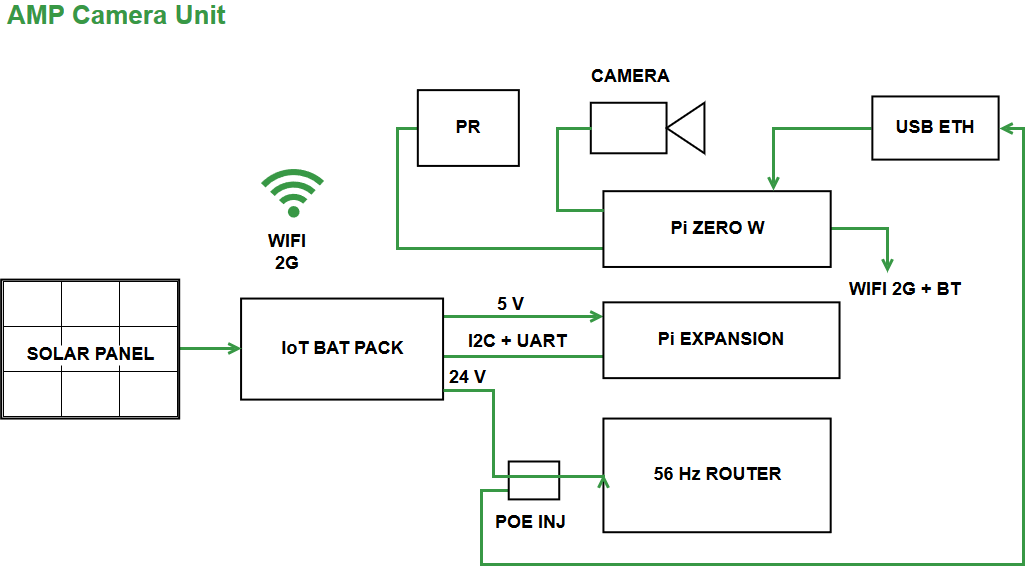 AMP Camera Unit
CAMERA
PR
USB ETH
Pi ZERO W
WIFI
2G
WIFI 2G + BT
5 V
SOLAR PANEL
IoT BAT PACK
I2C + UART
Pi EXPANSION
24 V
56 Hz ROUTER
POE INJ